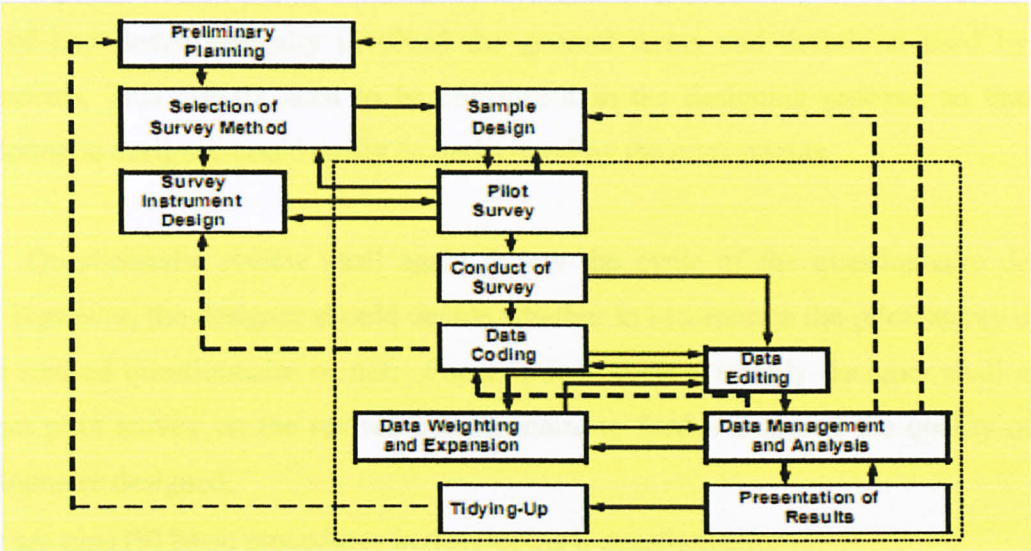 Preliminary
Planning
Selection of
Survey Method
Sample
Design
Survey
Instrument
Design
Pilot
Survey
Conduct of
Survey
Data
Coding
Data
Editing
Data Weighting
and Expansion
Data Management
and Analysis
Tidying-Up
Presentation of
Results